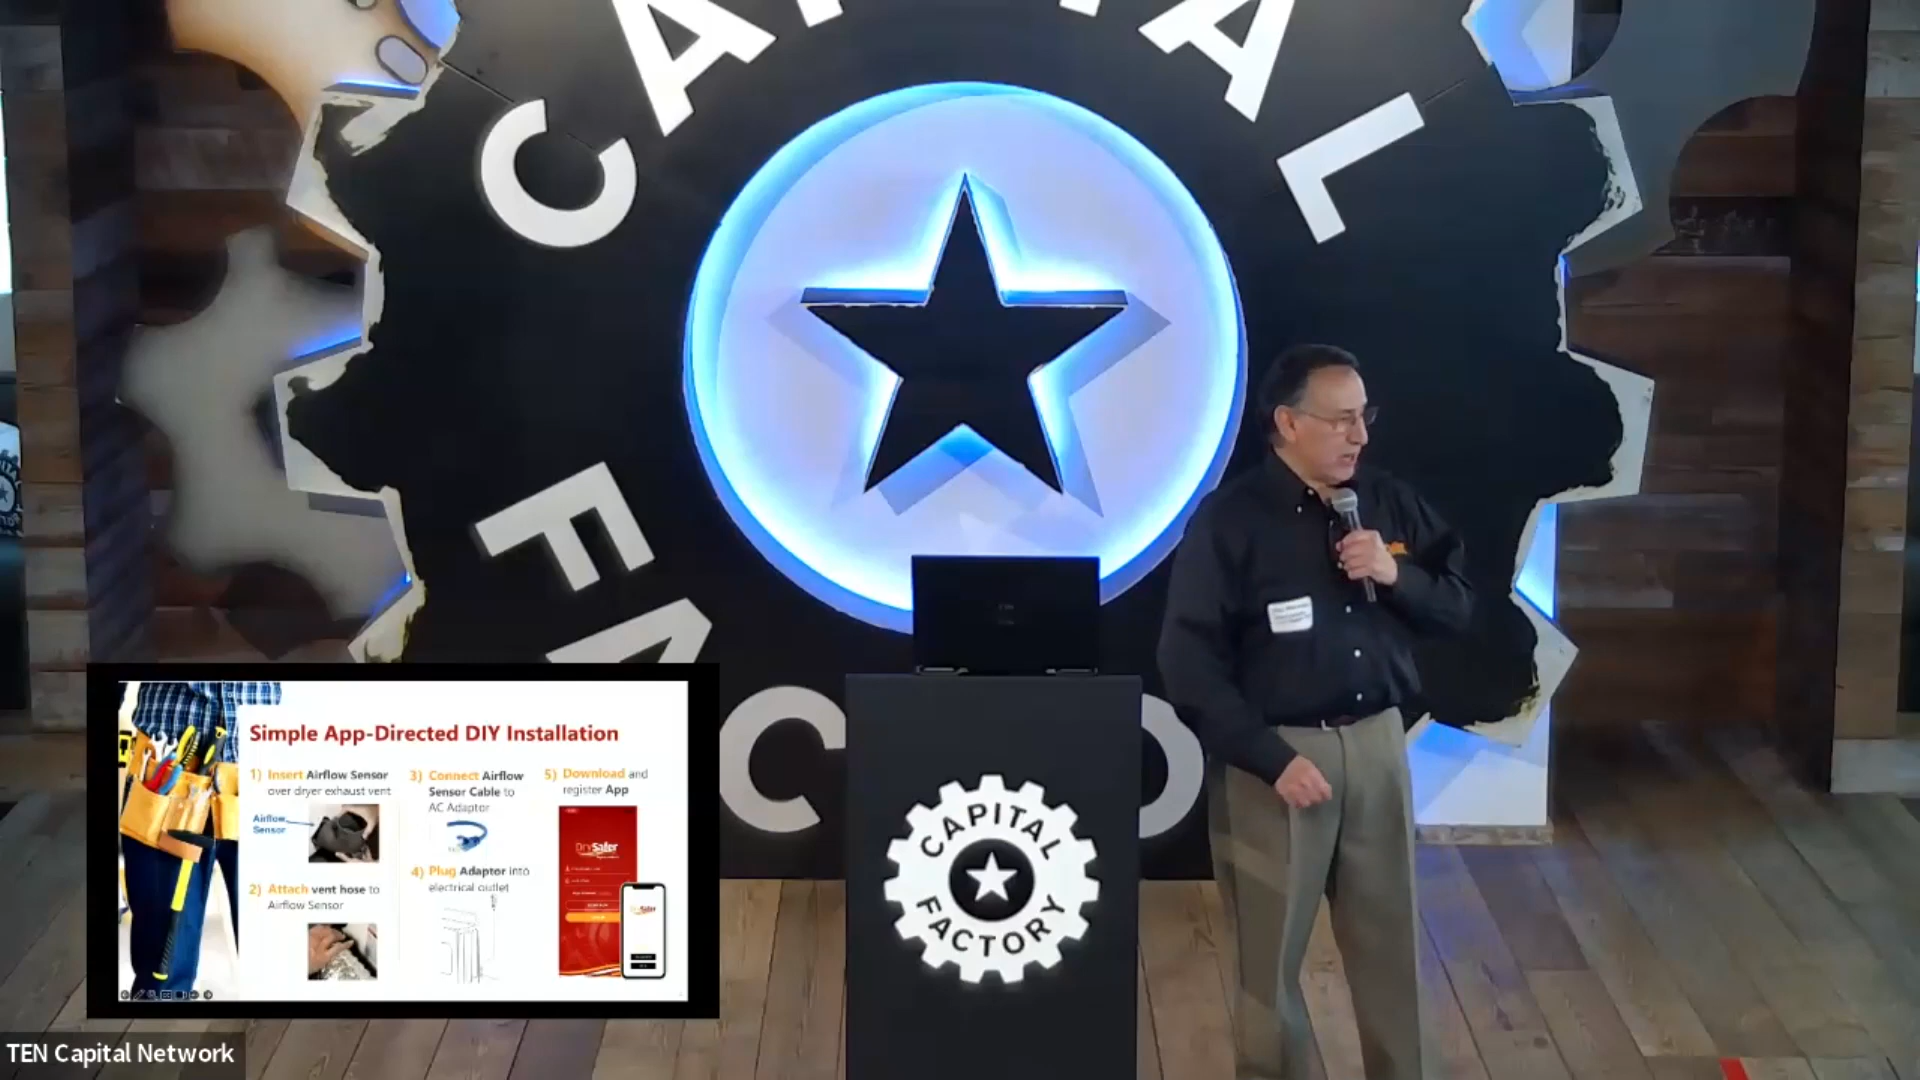 CAPITAL
FACTO
Simple App-Directed DIY Installation
1) Insert Airflow Sensor
over dryer exhaust vent
Airflow
Sensor
2) Attach vent hose to
Airflow Sensor
3) Connect Airflow
Sensor Cable to
AC Adaptor
4) Plug Adaptor into
electrical outlet
5) Download and
register App
DrySafer
CAPITAL
FACTORY
TEN Capital Network